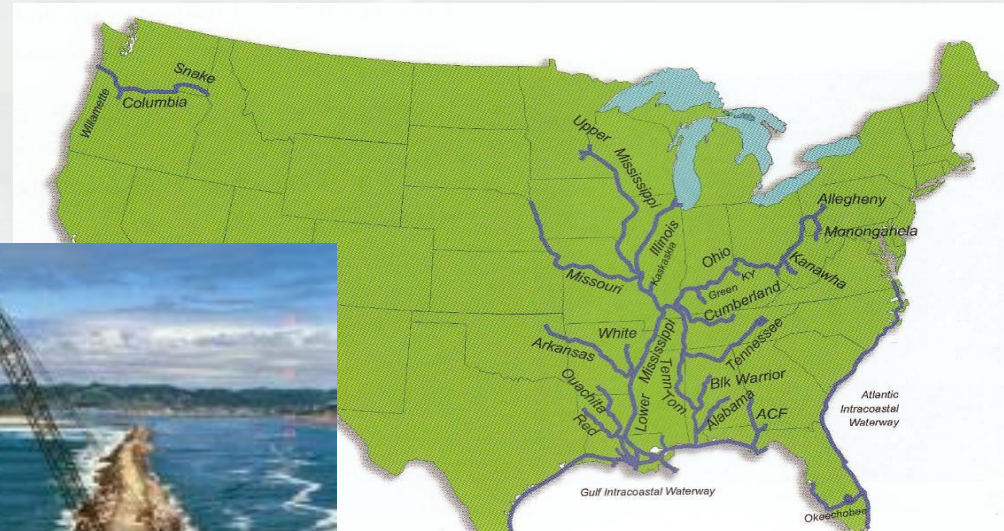 Snake
Columbia
Willamette
Upper
Mississippi
Illinois
Kaskaskia
Missouri
Allegheny
Monongahela
Ohio
KY
Kanawha
Green
Cumberland
White
Arkansas
Lower
Mississippi
Tennessee
Tenn-Tom
Ouachita
Red
Blk Warrior
Alabama
ACF
Atlantic
Intracoastal
Waterway
Gulf Intracoastal Waterway
Okeechobee